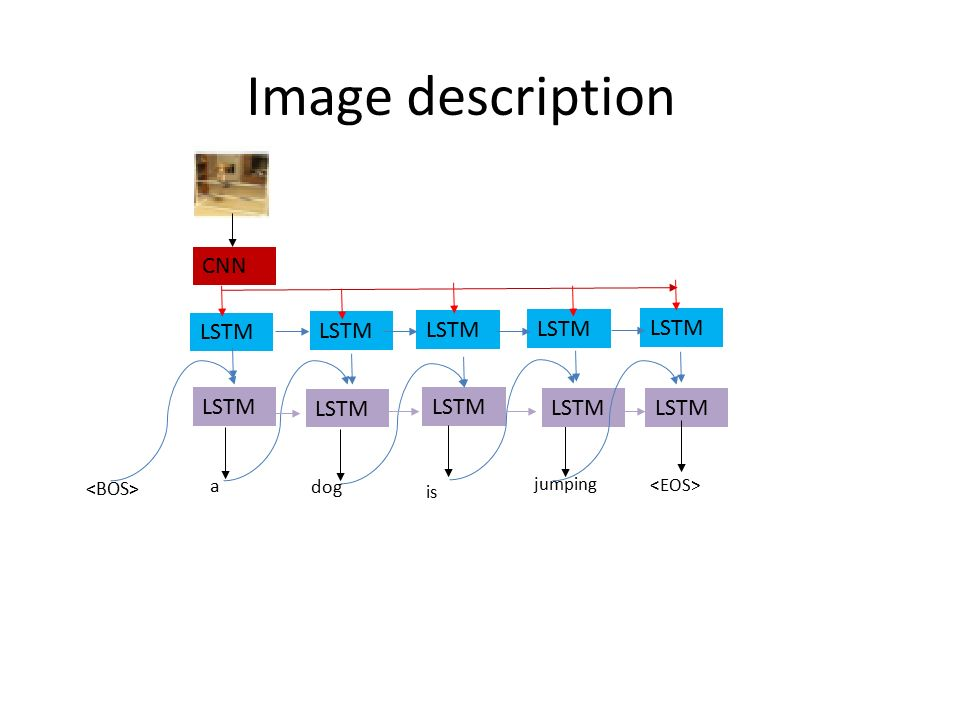 Image description
CNN
LSTM LSTM LSTM LSTM LSTM
LSTM LSTM LSTM LSTM LSTM
<BOS> a dog is jumping <EOS>